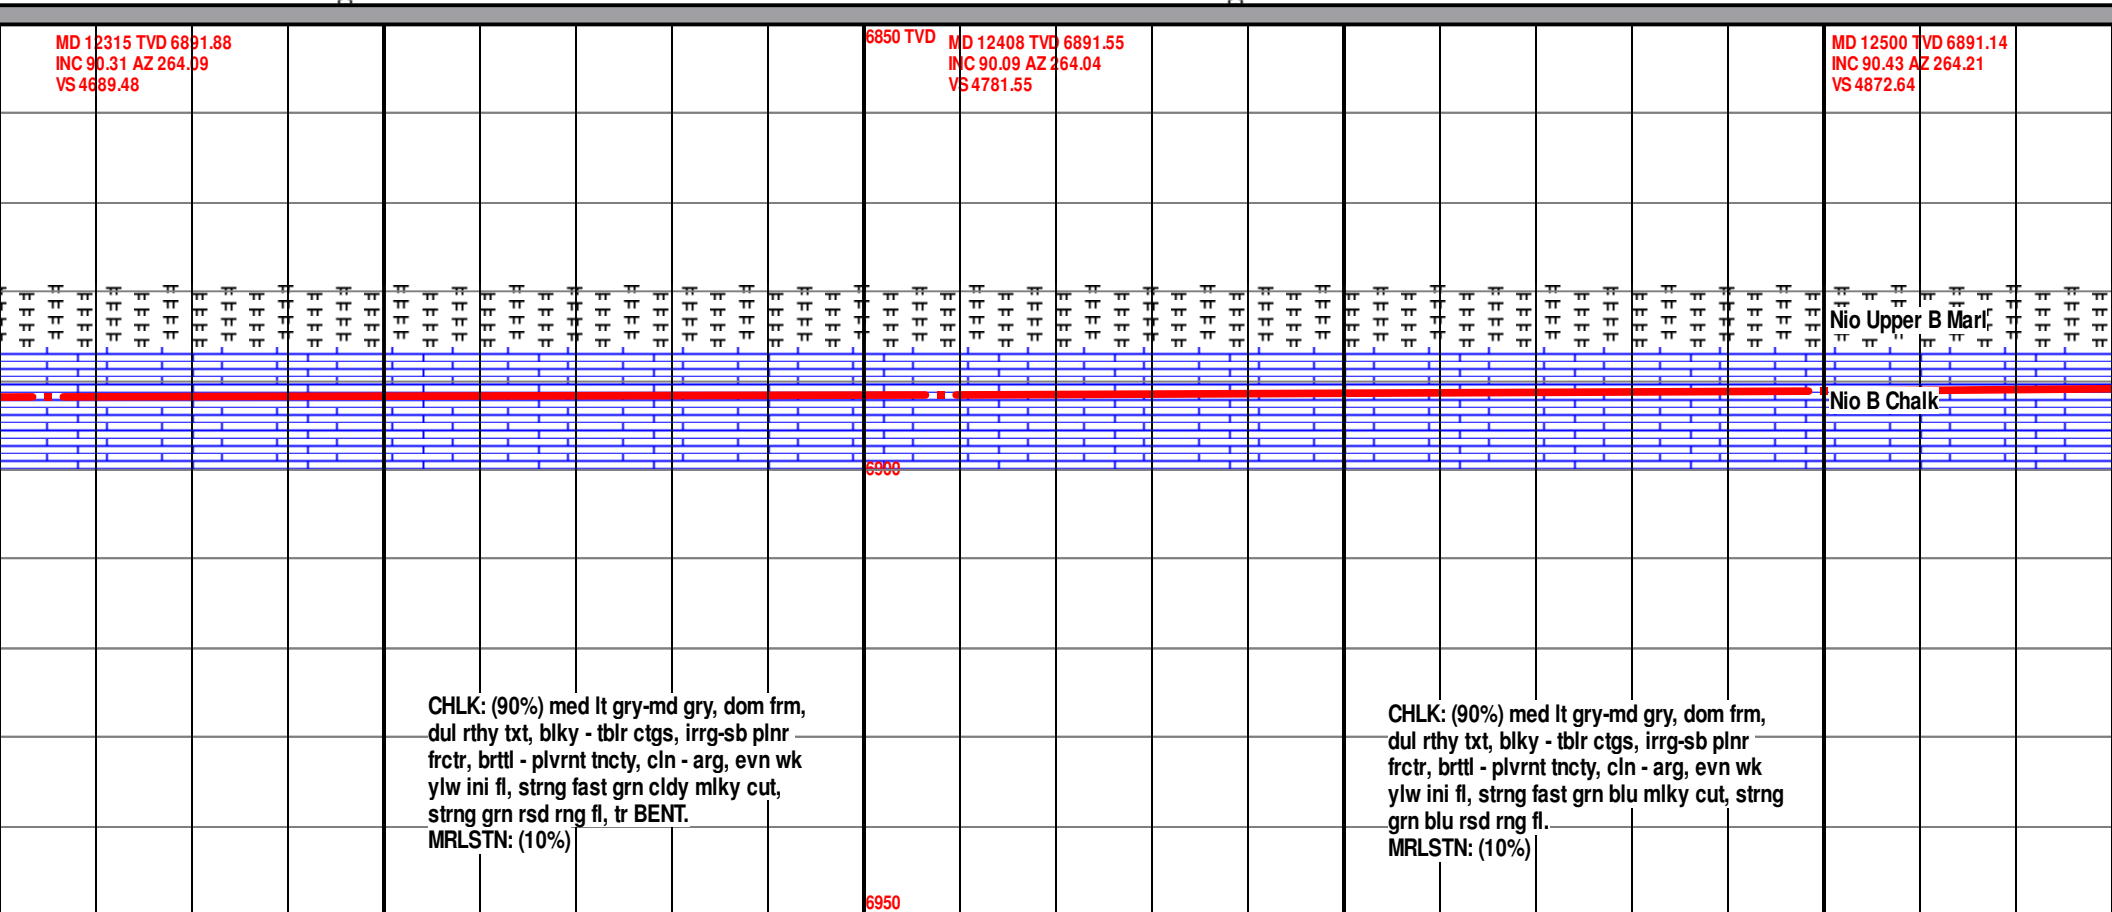 MD 12315 TVD 6891.88
INC 90.31 AZ 264.09
VS 4689.48
6850 TVD
MD 12408 TVD 6891.55
INC 90.09 AZ 264.04
VS 4781.55
MD 12500 TVD 6891.14
INC 90.43 AZ 264.21
VS 4872.64
Nio Upper B Marl
Nio B Chalk
6900
CHLK: (90%) med lt gry-md gry, dom frm,
dul rthy txt, blky - tblr ctgs, irrg-sb plnr
frctr, brttl - plvrnt tncty, cln - arg, evn wk
ylw ini fl, strng fast grn cldy mlky cut,
strng grn rsd rng fl, tr BENT.
MRLSTN: (10%)
CHLK: (90%) med lt gry-md gry, dom frm,
dul rthy txt, blky - tblr ctgs, irrg-sb plnr
frctr, brttl - plvrnt tncty, cln - arg, evn wk
ylw ini fl, strng fast grn blu mlky cut, strng
grn blu rsd rng fl.
MRLSTN: (10%)
6950